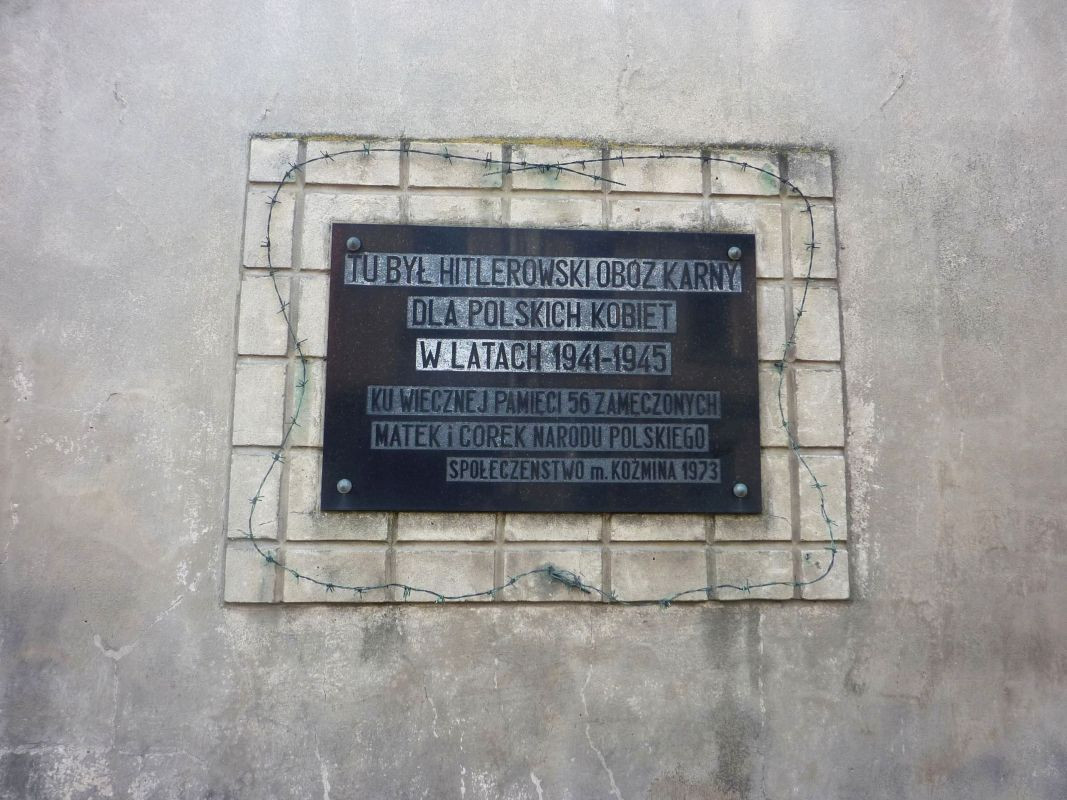 TU BYŁ HITLEROWSKI OBÓZ KARNY
DLA POLSKICH KOBIET
W LATACH 1941-1945
KU WIECZNEJ PAMIĘCI 56 ZAMĘCZONYCH
MATEK i CÓREK NARODU POLSKIEGO
SPOŁECZEŃSTWO m. KOŹMINA 1973